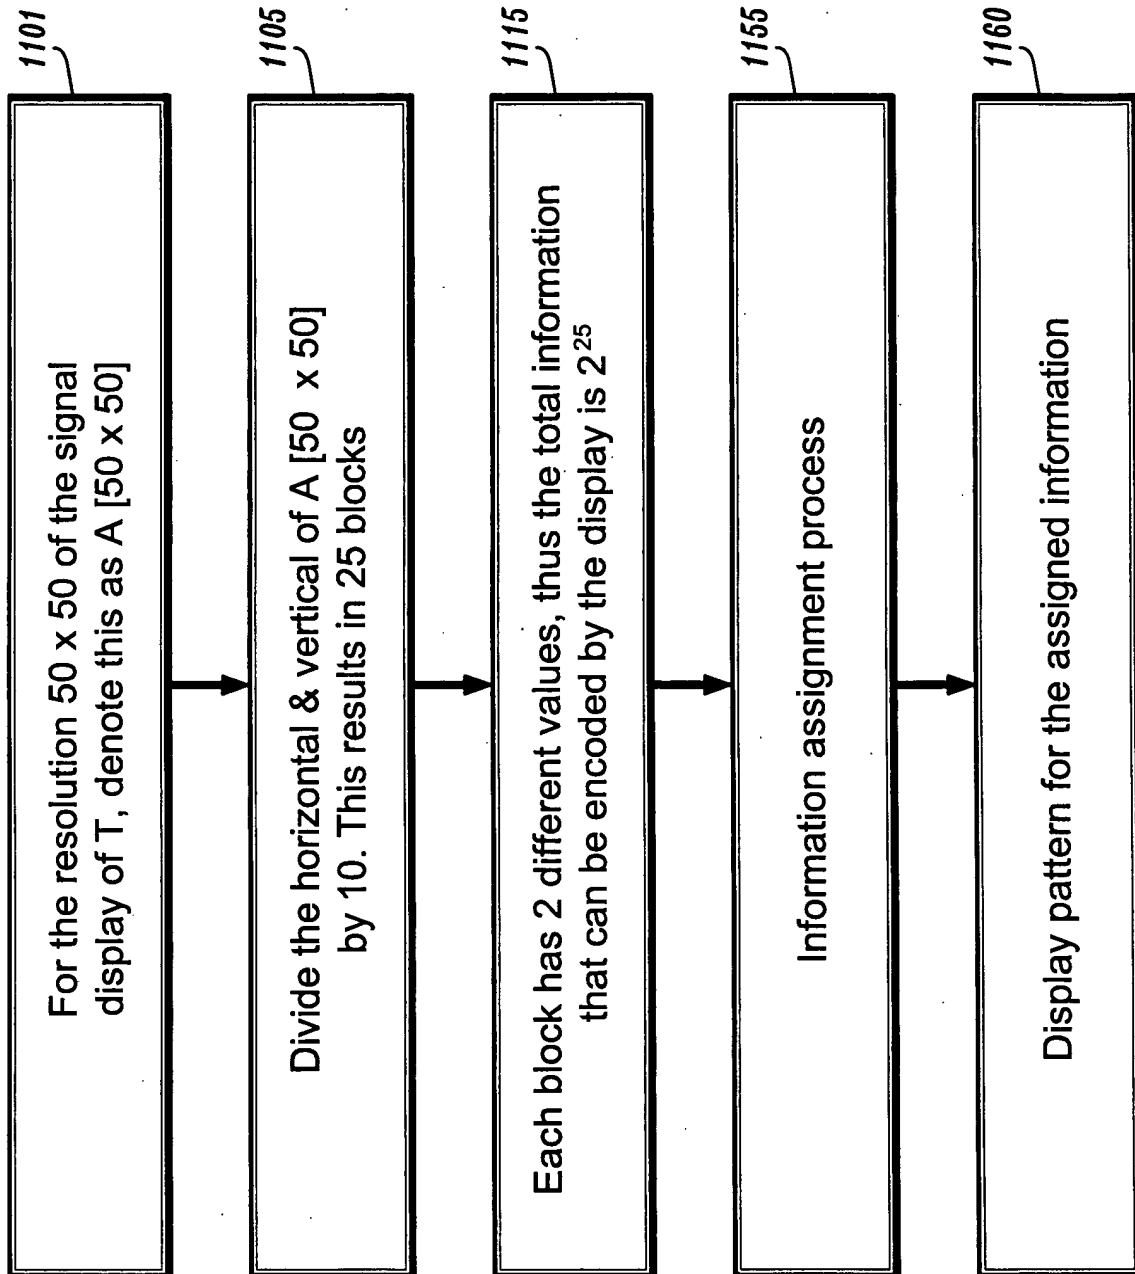 1101
For the resolution 50 x 50 of the signal
display of T, denote this as A [50 x 50]
1105
Divide the horizontal & vertical of A [50 x 50]
by 10. This results in 25 blocks
1115
Each block has 2 different values, thus the total information
that can be encoded by the display is 2²⁵
1155
Information assignment process
1160
Display pattern for the assigned information